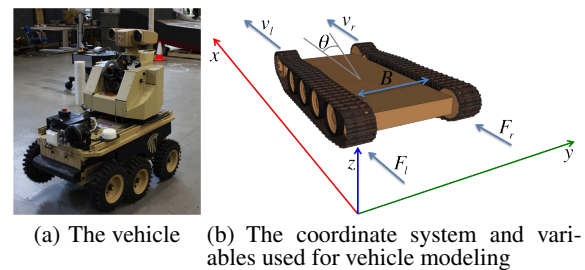 v_l
v_r
x
θ
B
F_r
z
F_l
y
(a) The vehicle
(b) The coordinate system and vari-
ables used for vehicle modeling